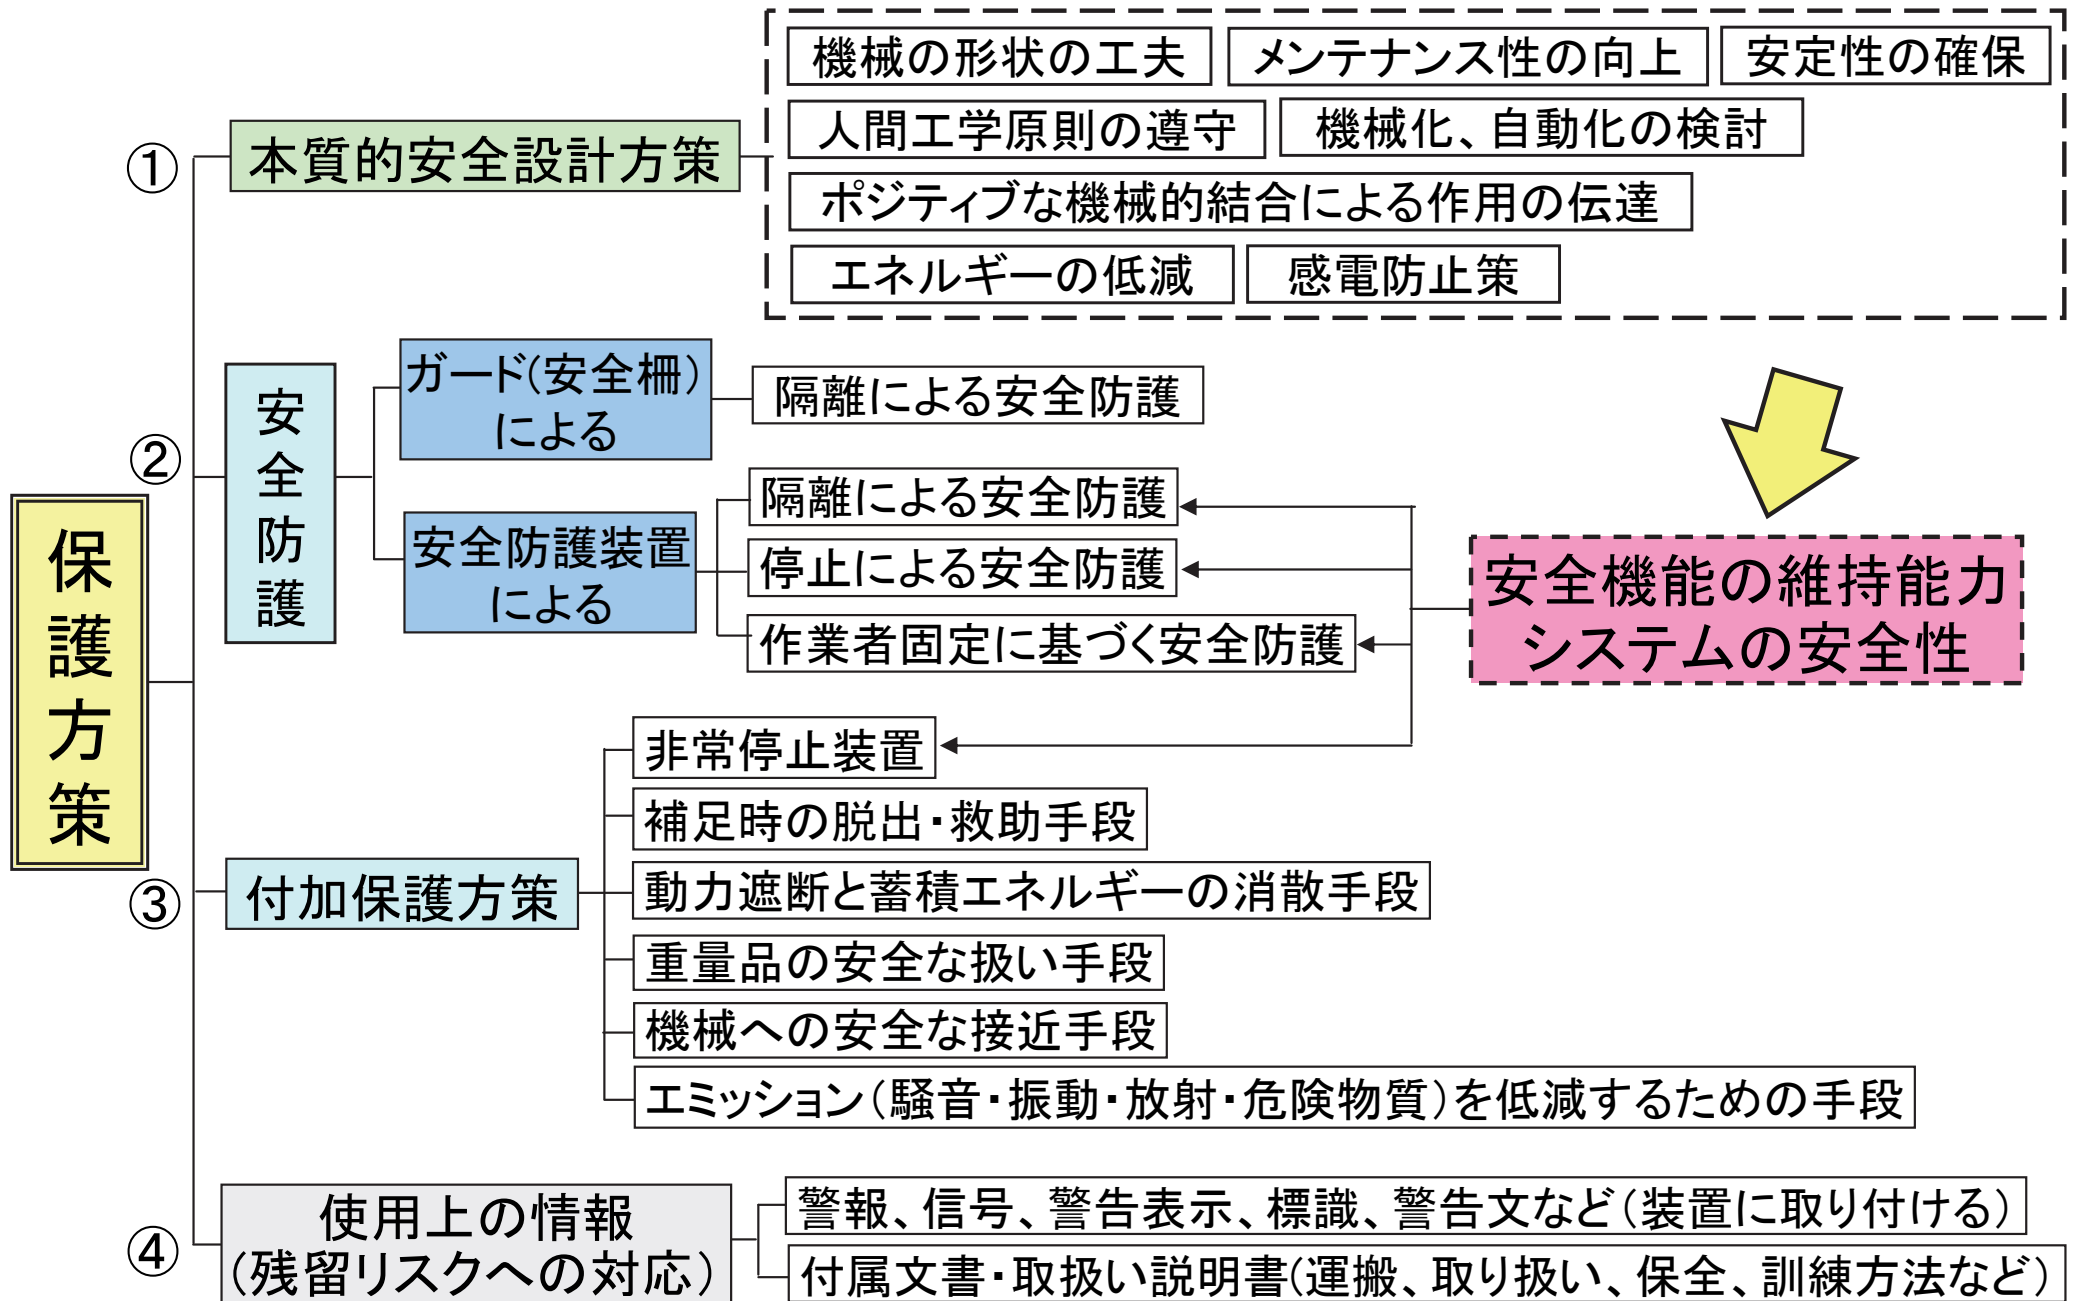 保護方策
①
本質的安全設計方策
機械の形状の工夫
メンテナンス性の向上
安定性の確保
人間工学原則の遵守
機械化、自動化の検討
ポジティブな機械的結合による作用の伝達
エネルギーの低減
感電防止策
②
安全防護
ガード(安全柵)
による
隔離による安全防護
安全防護装置
による
隔離による安全防護
停止による安全防護
作業者固定に基づく安全防護
安全機能の維持能力
システムの安全性
③
付加保護方策
非常停止装置
補足時の脱出・救助手段
動力遮断と蓄積エネルギーの消散手段
重量品の安全な扱い手段
機械への安全な接近手段
エミッション(騒音・振動・放射・危険物質)を低減するための手段
④
使用上の情報
(残留リスクへの対応)
警報、信号、警告表示、標識、警告文など(装置に取り付ける)
付属文書・取扱い説明書(運搬、取り扱い、保全、訓練方法など)